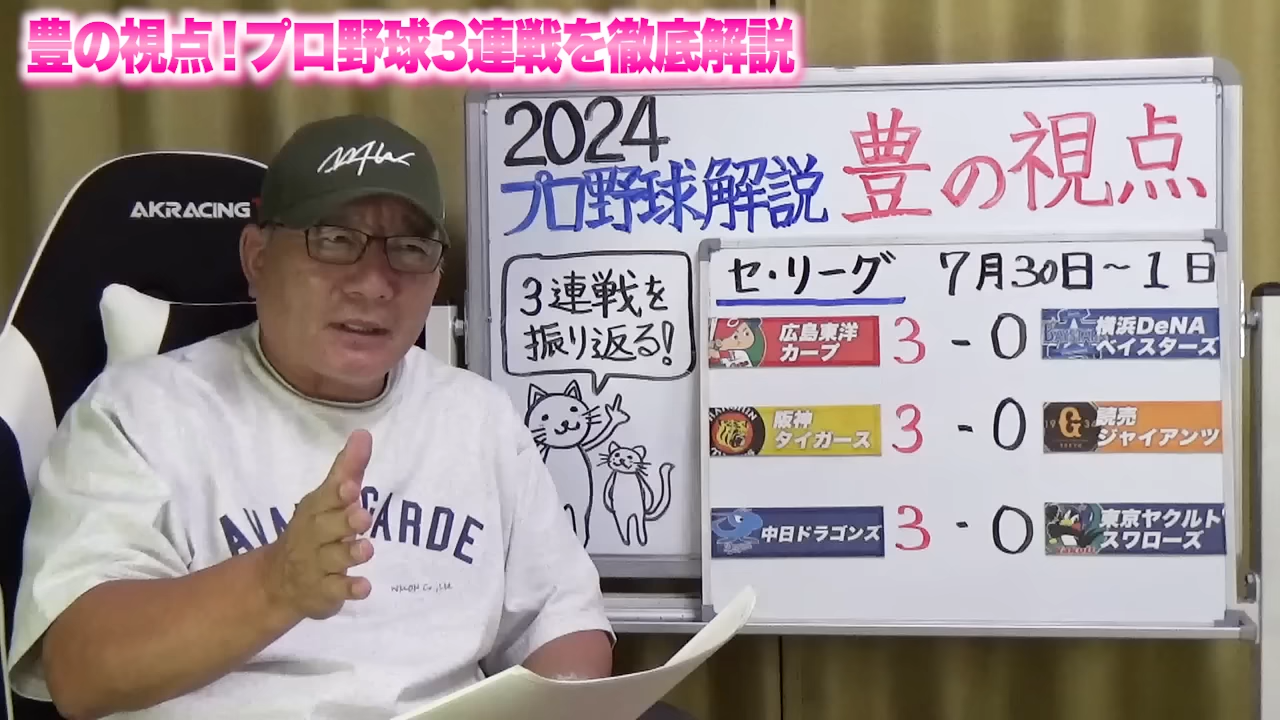 豊の視点！プロ野球3連戦を徹底解説
2024
プロ野球解説
豊の視点
AKRACING
3連戦を
振り返る!
セ・リーグ 7月30日~1日
広島東洋
カープ
3 - 0
横浜DeNA
ベイスターズ
阪神
タイガース
3 - 0
読売
ジャイアンツ
中日ドラゴンズ
3 - 0
東京ヤクルト
スワローズ